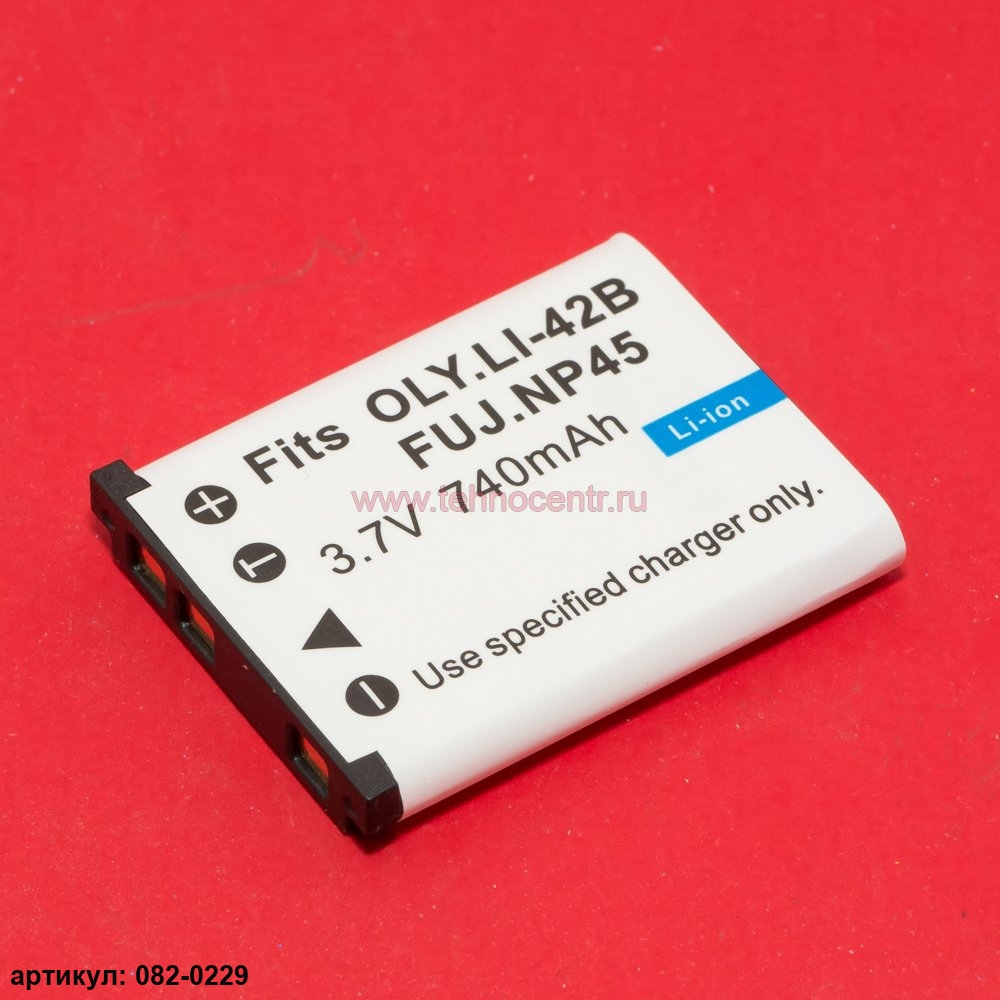 Fits OLY.LI-42B
FUJ.NP45
3.7V 740mAh
Li-ion
Use specified charger only.
+
T
−
www.tehnocentr.ru
артикул: 082-0229